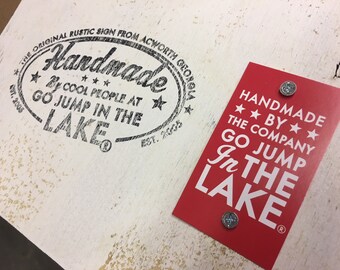 THE ORIGINAL RUSTIC SIGN FROM ACWORTH GEORGIA
Handmade
By COOL PEOPLE AT
GO JUMP IN THE
LAKE®
EST. 2005
HANDMADE
BY
THE COMPANY
GO JUMP
In THE
LAKE®